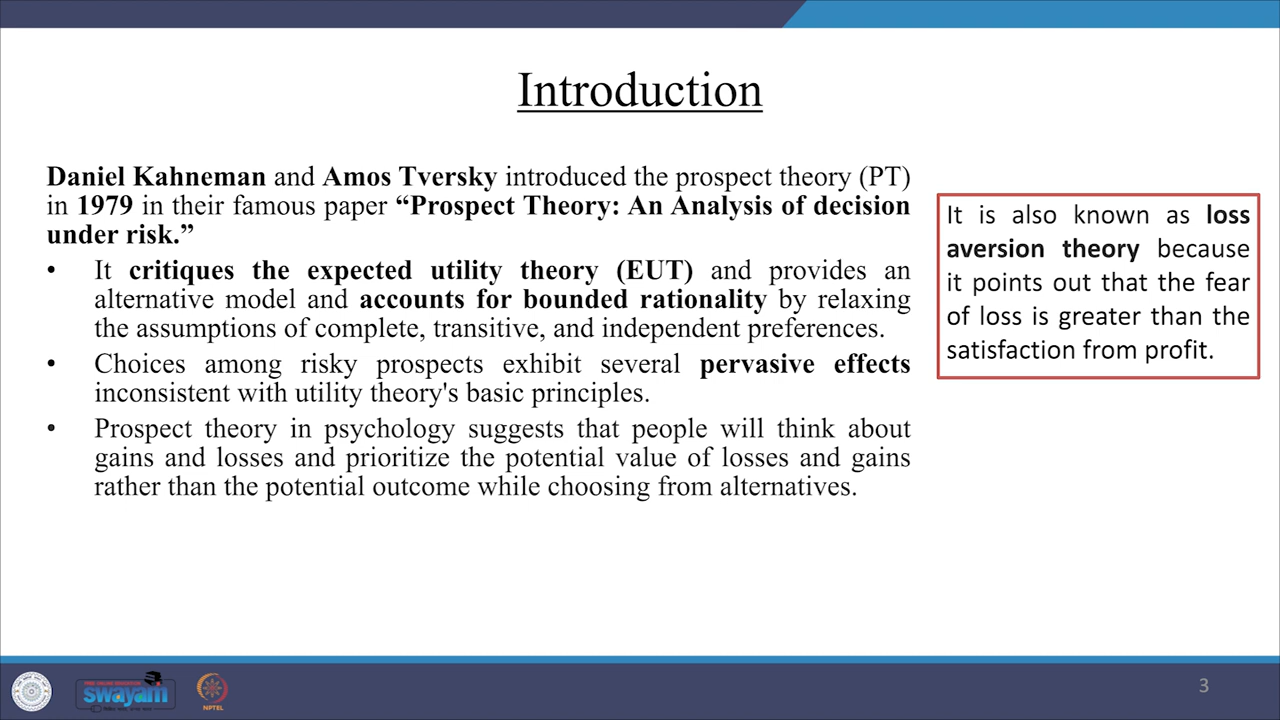 Introduction
Daniel Kahneman and Amos Tversky introduced the prospect theory (PT)
in 1979 in their famous paper “Prospect Theory: An Analysis of decision
under risk.”
• It critiques the expected utility theory (EUT) and provides an
alternative model and accounts for bounded rationality by relaxing
the assumptions of complete, transitive, and independent preferences.
• Choices among risky prospects exhibit several pervasive effects
inconsistent with utility theory's basic principles.
• Prospect theory in psychology suggests that people will think about
gains and losses and prioritize the potential value of losses and gains
rather than the potential outcome while choosing from alternatives.
It is also known as loss
aversion theory because
it points out that the fear
of loss is greater than the
satisfaction from profit.
swayam
NPTEL
3